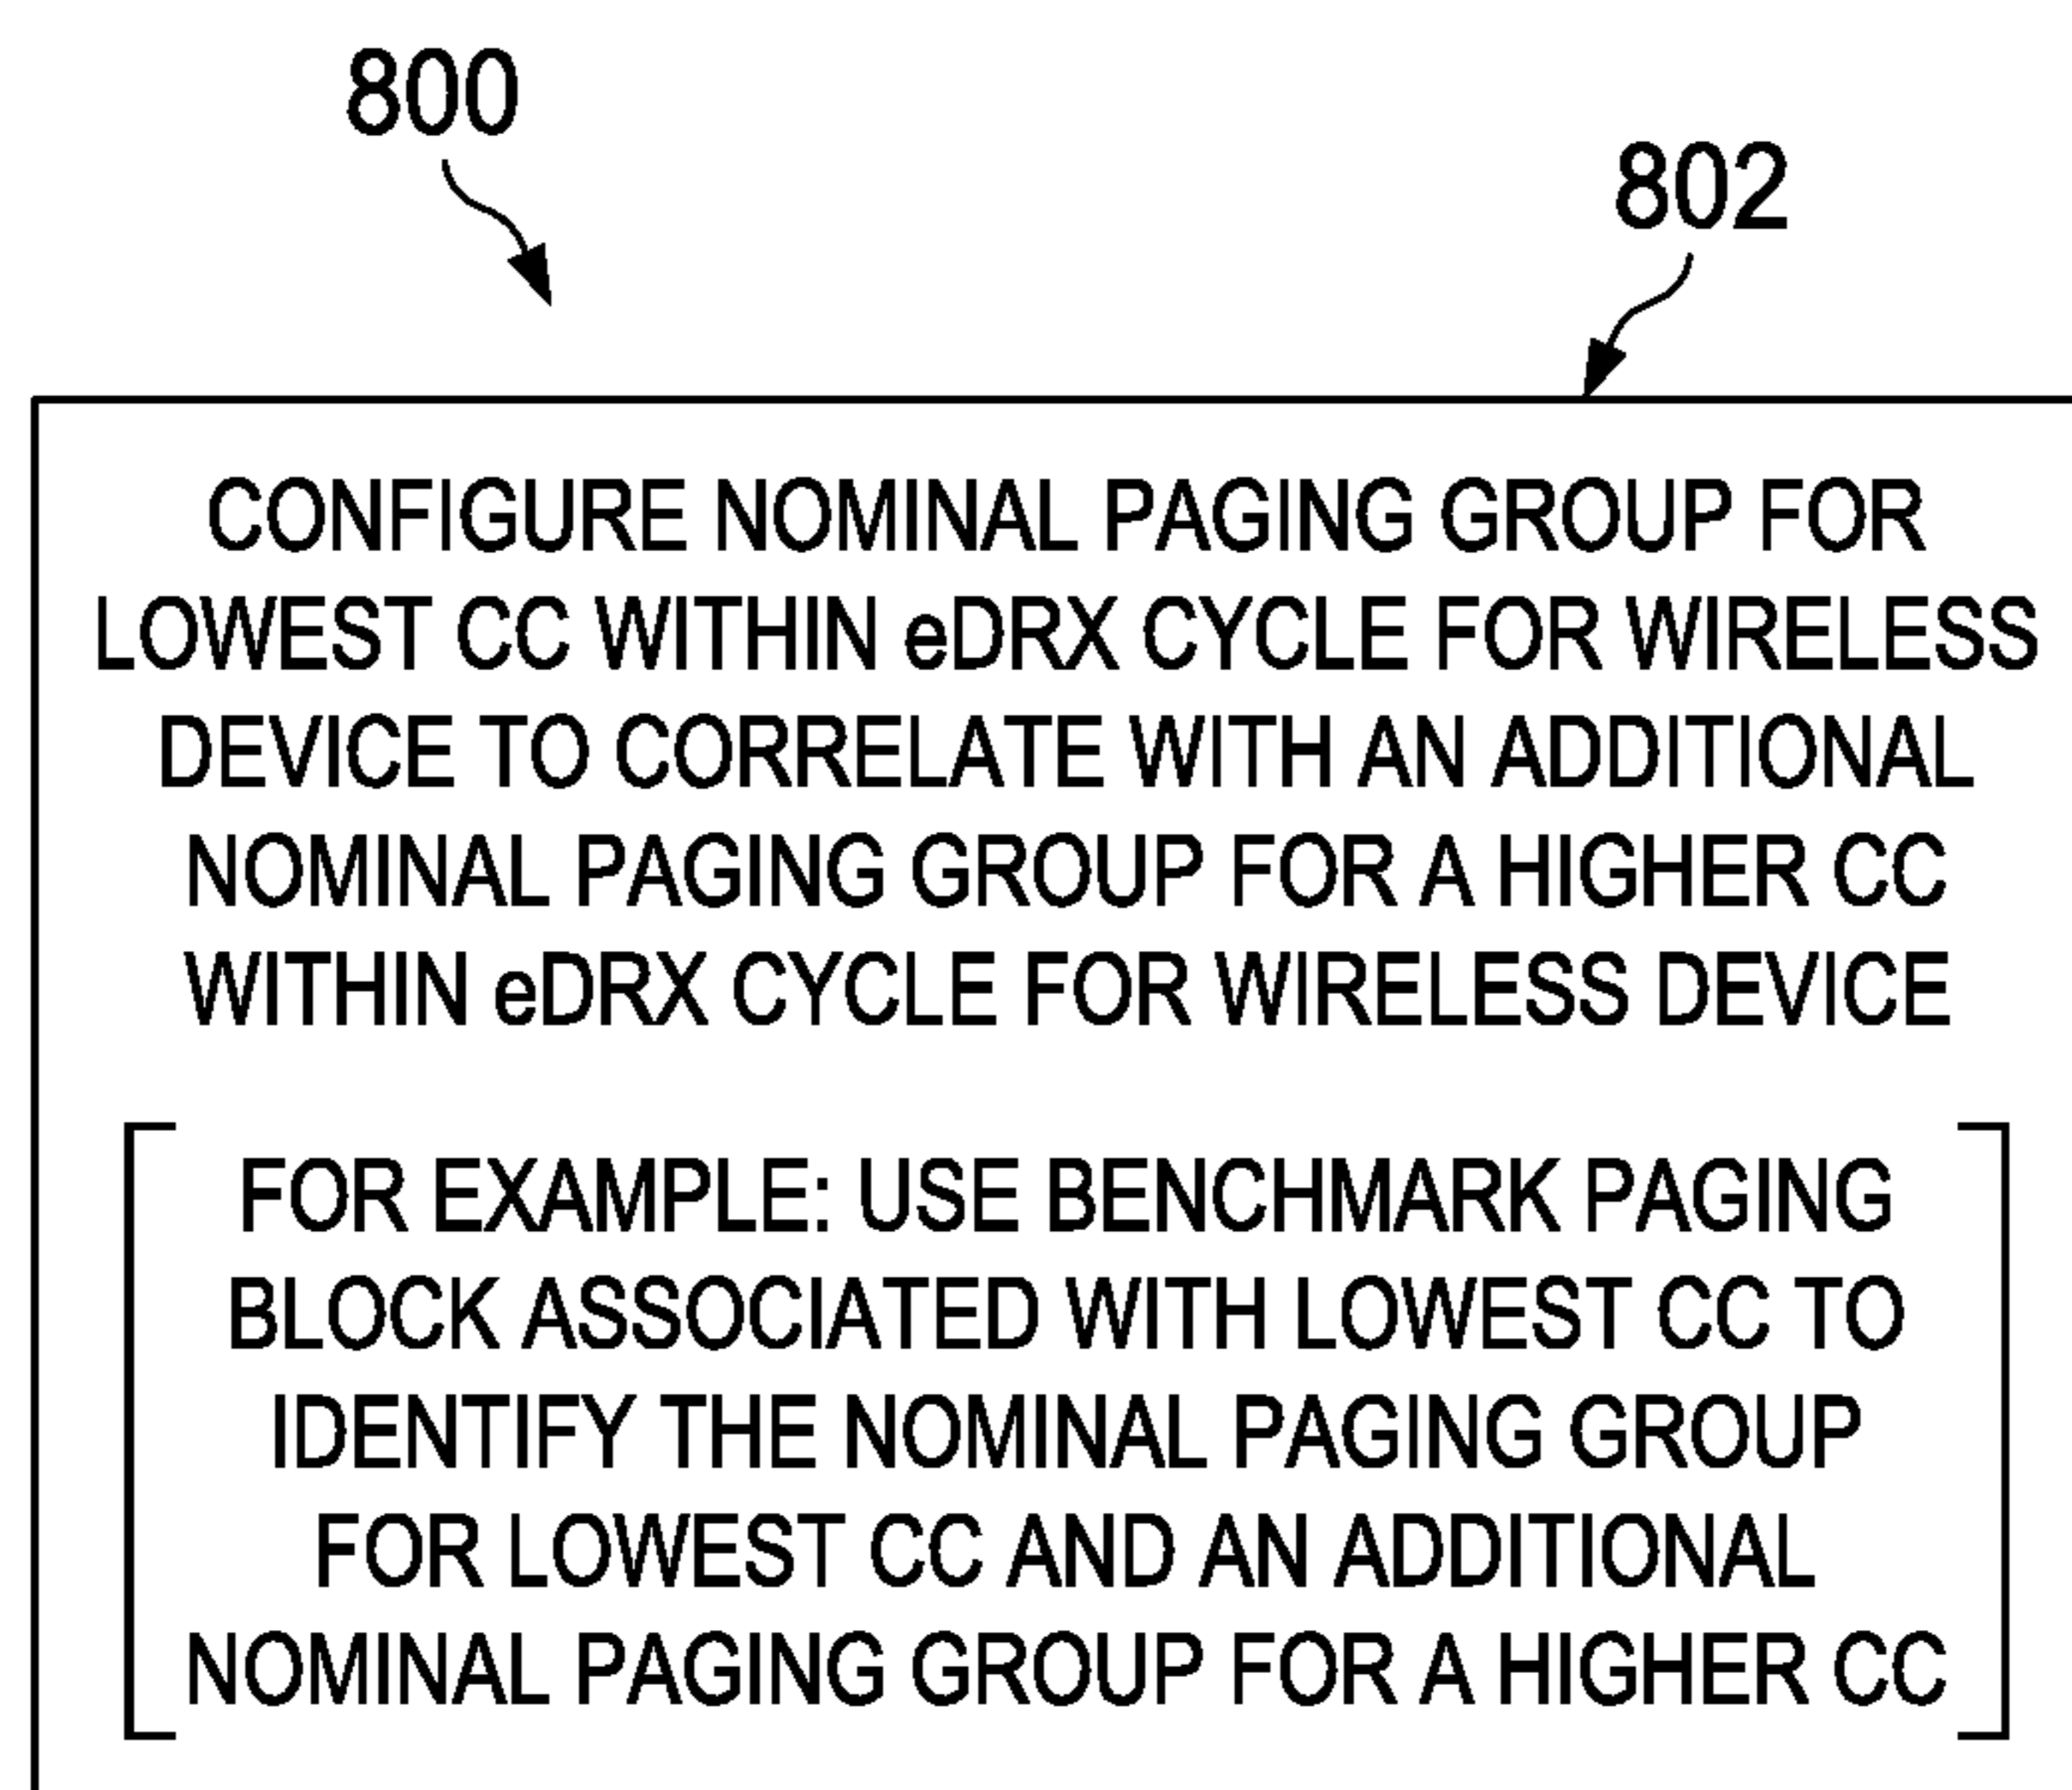 800
802
CONFIGURE NOMINAL PAGING GROUP FOR
LOWEST CC WITHIN eDRX CYCLE FOR WIRELESS
DEVICE TO CORRELATE WITH AN ADDITIONAL
NOMINAL PAGING GROUP FOR A HIGHER CC
WITHIN eDRX CYCLE FOR WIRELESS DEVICE
FOR EXAMPLE: USE BENCHMARK PAGING
BLOCK ASSOCIATED WITH LOWEST CC TO
IDENTIFY THE NOMINAL PAGING GROUP
FOR LOWEST CC AND AN ADDITIONAL
NOMINAL PAGING GROUP FOR A HIGHER CC